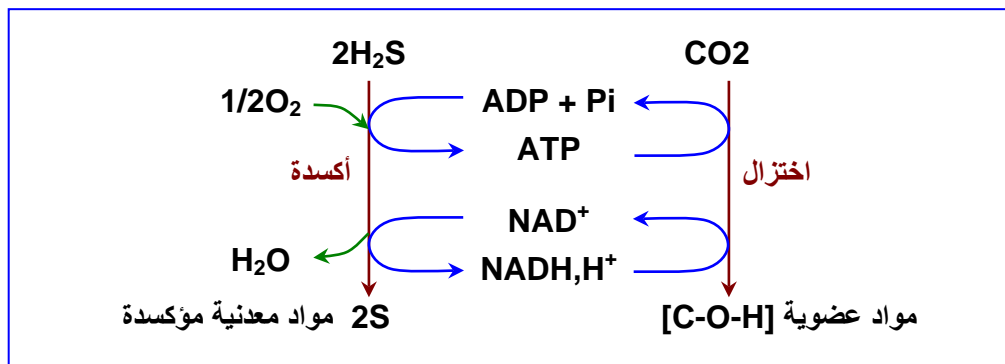 2H₂S CO2
1/2O₂ ADP + Pi
ATP
أكسدة اختزال
NAD⁺
H₂O NADH,H⁺
2S مواد معدنية مؤكسدة
مواد عضوية [C-O-H]